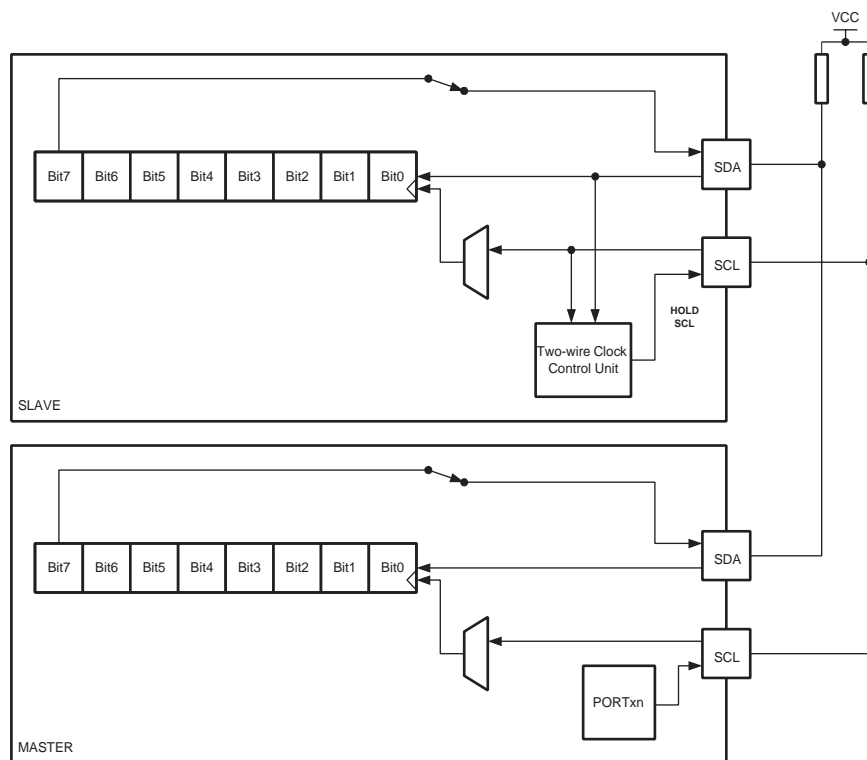 VCC
Bit7 Bit6 Bit5 Bit4 Bit3 Bit2 Bit1 Bit0
SDA
SCL
HOLD
SCL
Two-wire Clock
Control Unit
SLAVE
Bit7 Bit6 Bit5 Bit4 Bit3 Bit2 Bit1 Bit0
SDA
SCL
PORTxn
MASTER